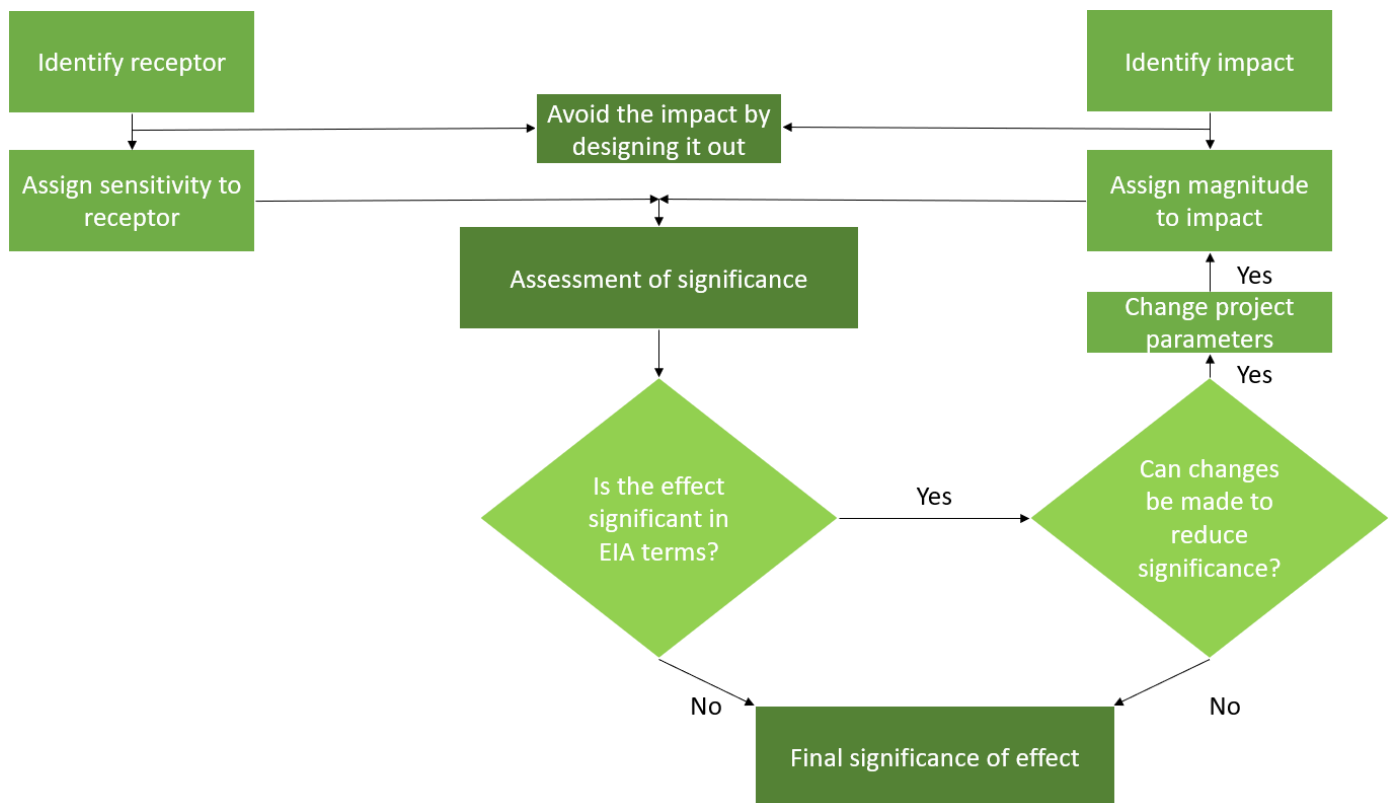 Identify receptor
Identify impact
Avoid the impact by
designing it out
Assign sensitivity to
receptor
Assign magnitude
to impact
Assessment of significance
Yes
Change project
parameters
Yes
Is the effect
significant in
EIA terms?
Yes
Can changes
be made to
reduce
significance?
No
No
Final significance of effect